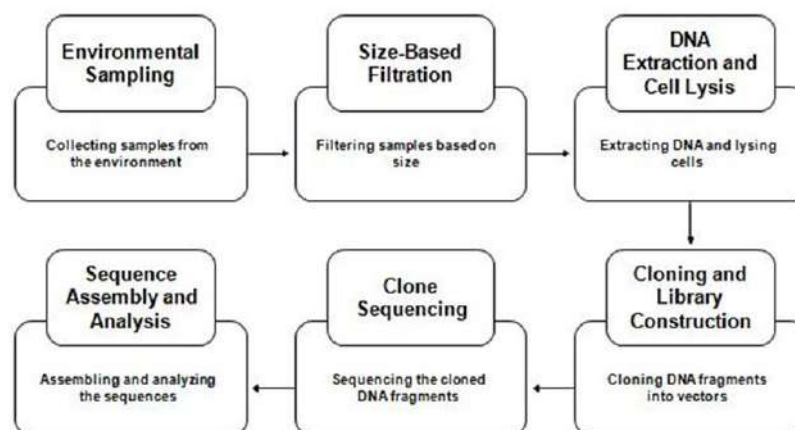 Environmental
Sampling
Collecting samples from
the environment
Size-Based
Filtration
Filtering samples based on
size
DNA
Extraction and
Cell Lysis
Extracting DNA and lysing
cells
Cloning and
Library
Construction
Cloning DNA fragments
into vectors
Clone
Sequencing
Sequencing the cloned
DNA fragments
Sequence
Assembly and
Analysis
Assembling and analyzing
the sequences